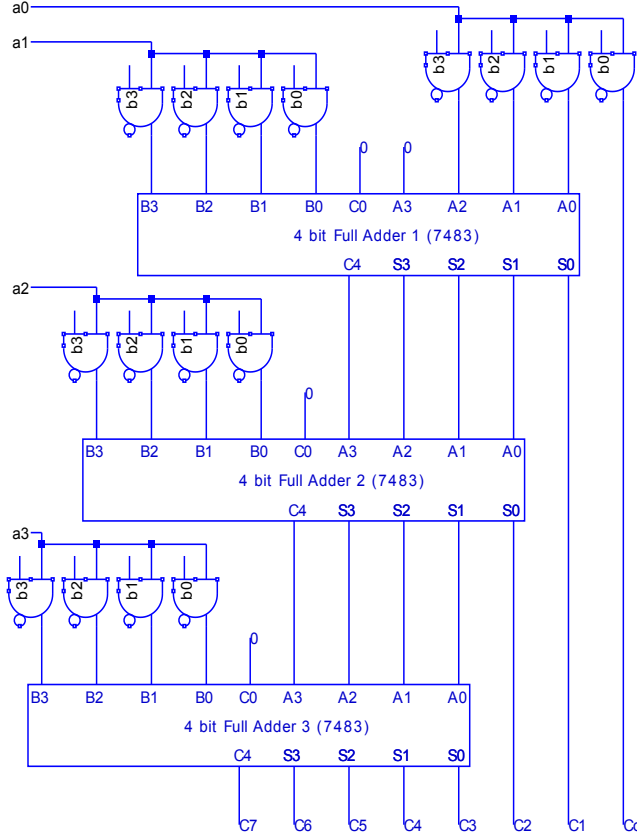 a0
a1
b3 b2 b1 b0
b3 b2 b1 b0
0 0
B3 B2 B1 B0 C0 A3 A2 A1 A0
4 bit Full Adder 1 (7483)
C4 S3 S2 S1 S0
a2
b3 b2 b1 b0
0
B3 B2 B1 B0 C0 A3 A2 A1 A0
4 bit Full Adder 2 (7483)
C4 S3 S2 S1 S0
a3
b3 b2 b1 b0
0
B3 B2 B1 B0 C0 A3 A2 A1 A0
4 bit Full Adder 3 (7483)
C4 S3 S2 S1 S0
C7 C6 C5 C4 C3 C2 C1